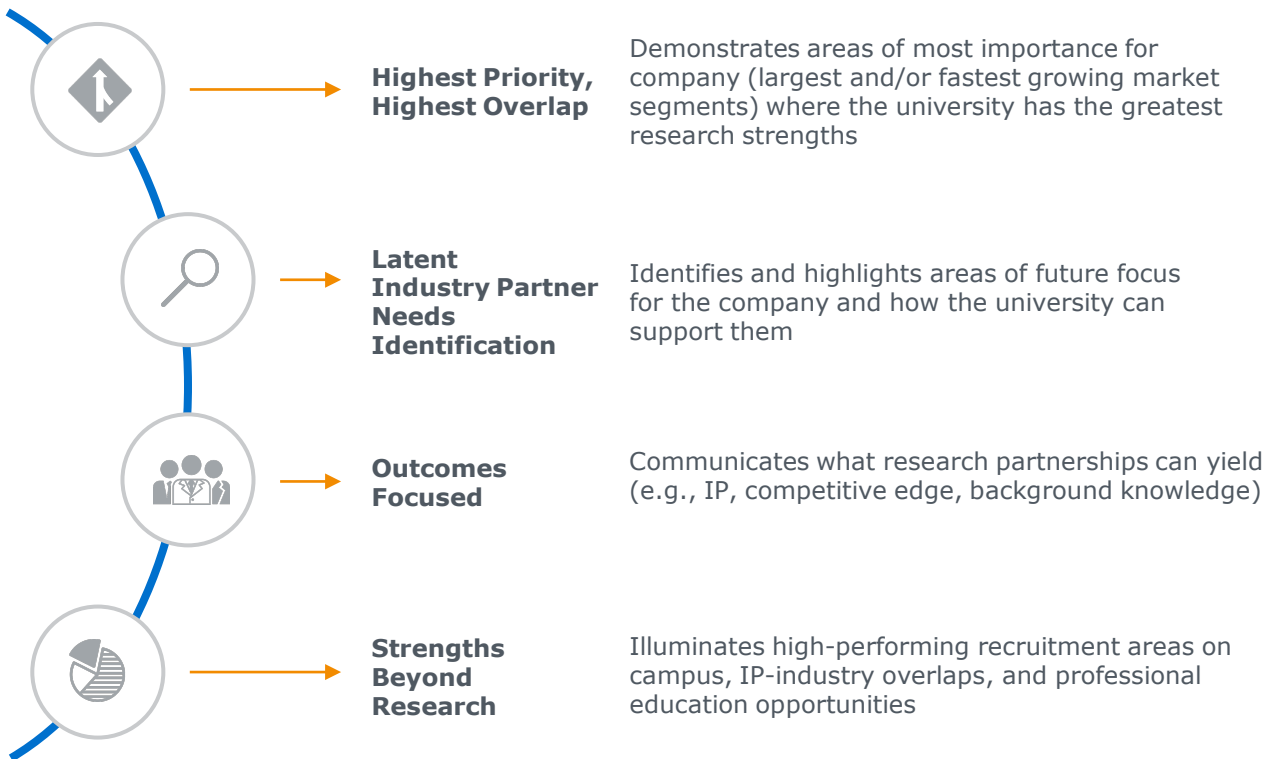 Highest Priority,
Highest Overlap
Demonstrates areas of most importance for
company (largest and/or fastest growing market
segments) where the university has the greatest
research strengths
Latent
Industry Partner
Needs
Identification
Identifies and highlights areas of future focus
for the company and how the university can
support them
Outcomes
Focused
Communicates what research partnerships can yield
(e.g., IP, competitive edge, background knowledge)
Strengths
Beyond
Research
Illuminates high-performing recruitment areas on
campus, IP-industry overlaps, and professional
education opportunities